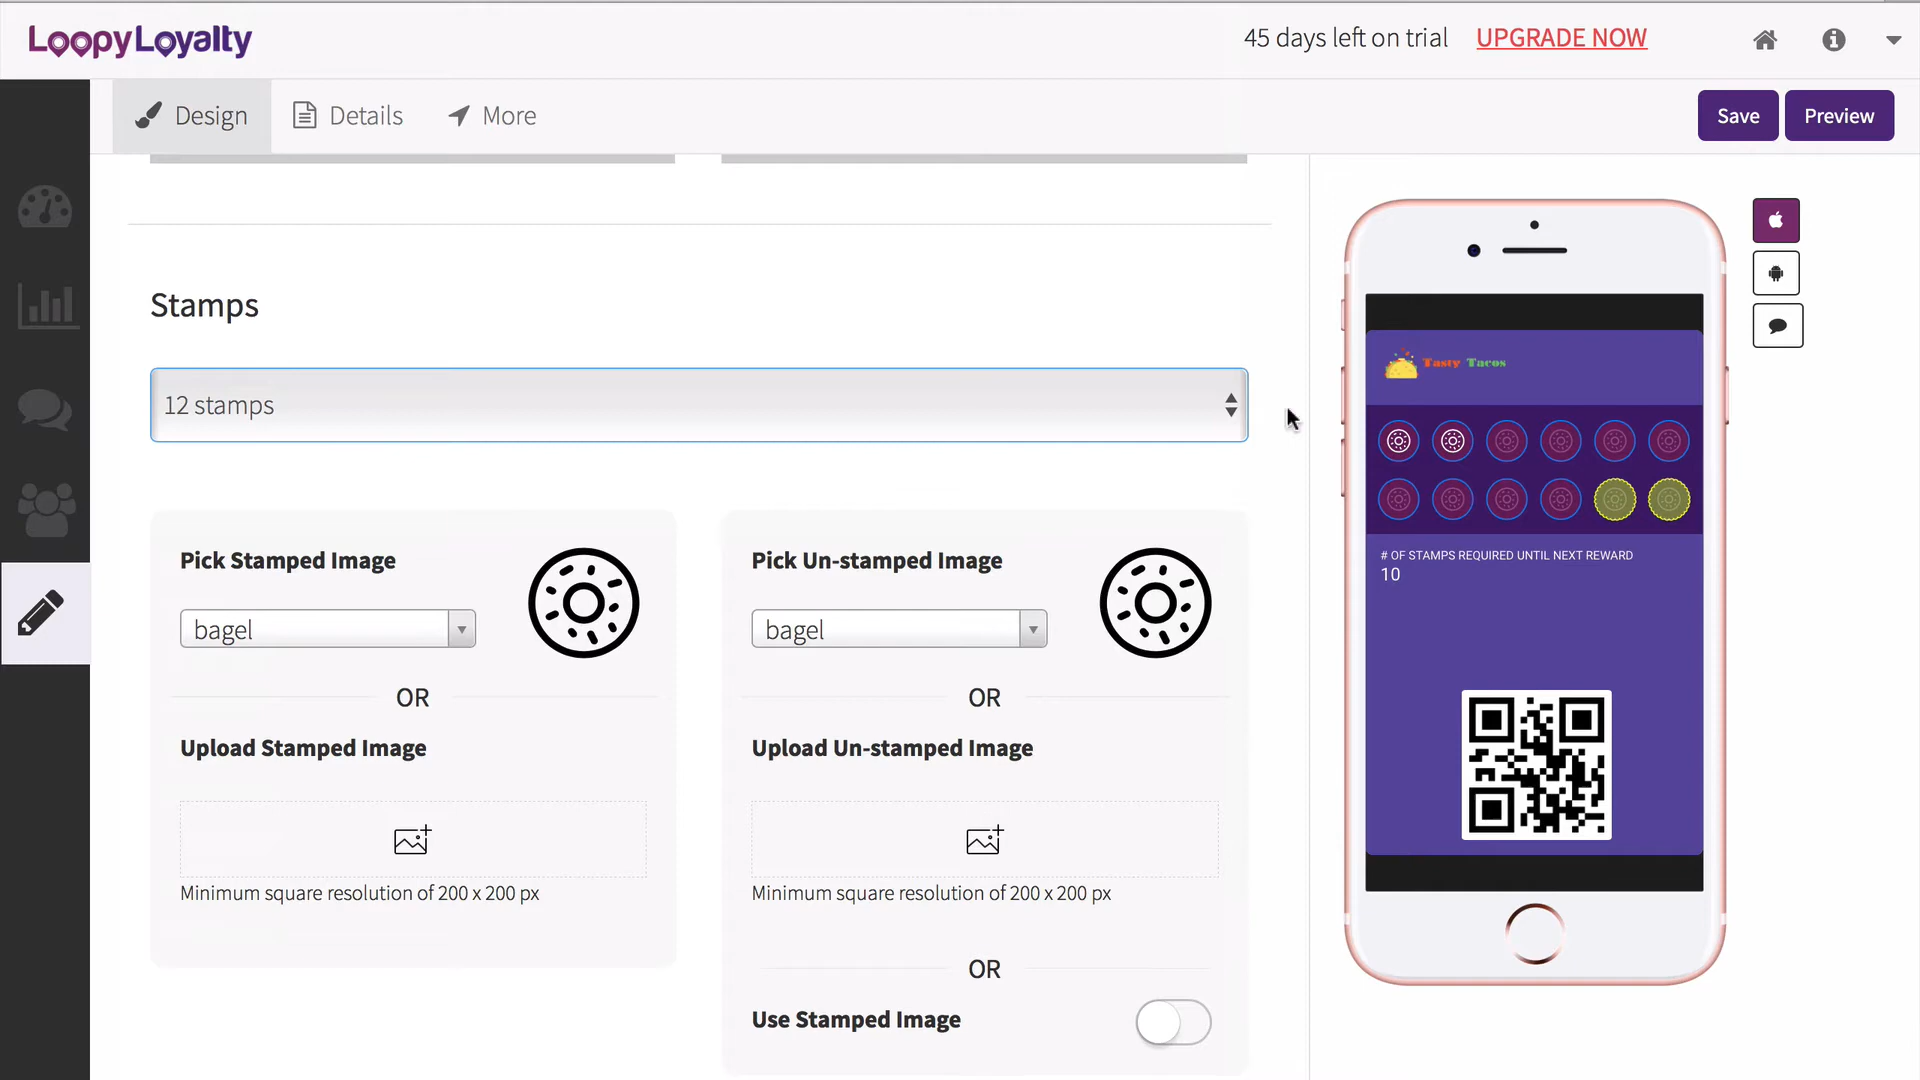 LoopyLoyalty
45 days left on trial UPGRADE NOW
Design Details More
Save Preview
Stamps
12 stamps
Pick Stamped Image
bagel
OR
Upload Stamped Image
Minimum square resolution of 200 x 200 px
Pick Un-stamped Image
bagel
OR
Upload Un-stamped Image
Minimum square resolution of 200 x 200 px
OR
Use Stamped Image
Tasty Tacos
# OF STAMPS REQUIRED UNTIL NEXT REWARD
10